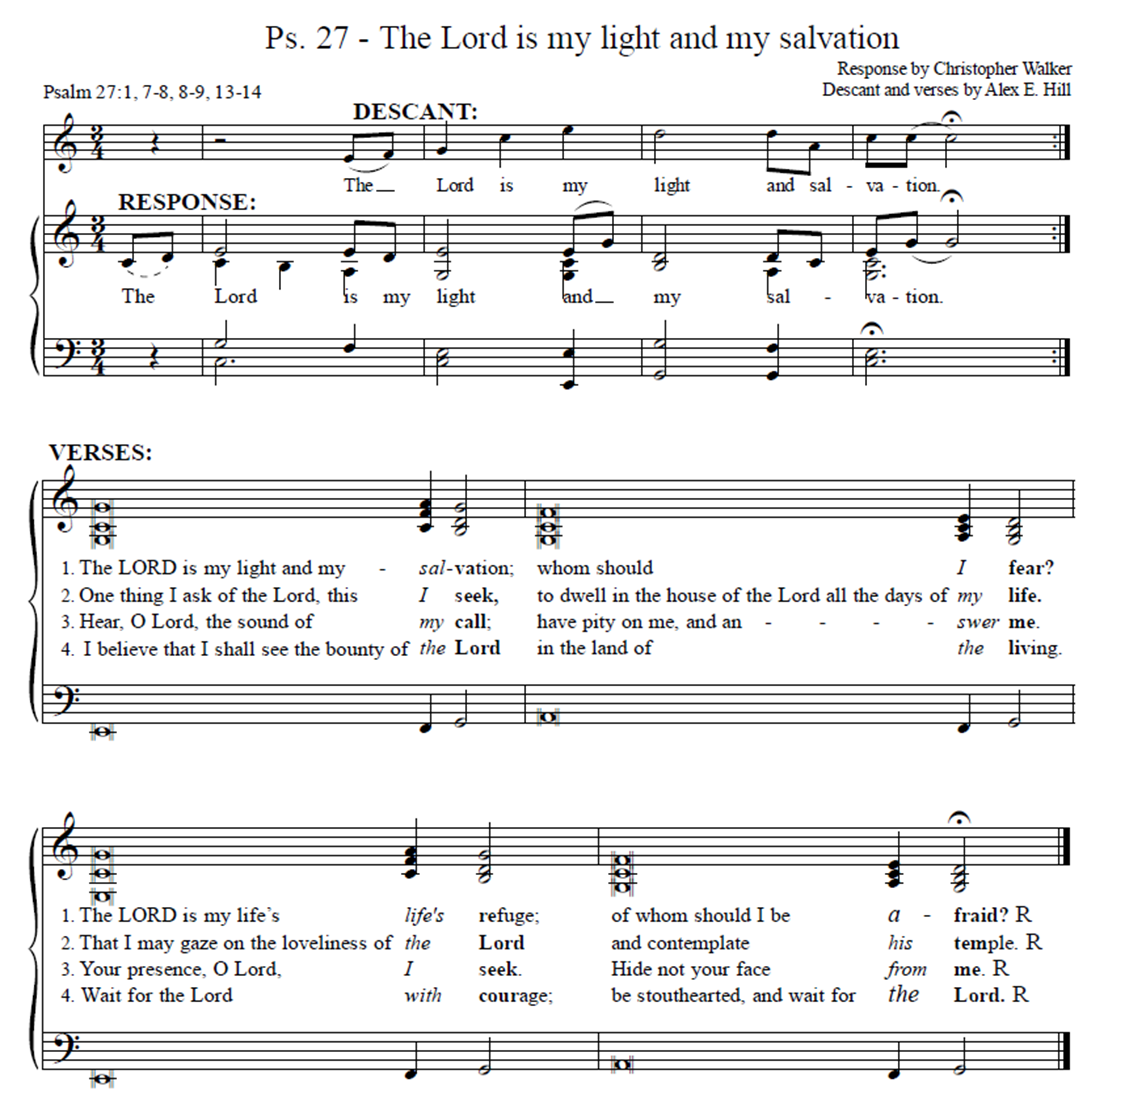 Ps. 27 - The Lord is my light and my salvation
Response by Christopher Walker
Psalm 27:1, 7-8, 8-9, 13-14
Descant and verses by Alex E. Hill
DESCANT:
3 4
The Lord is my light and sal - va - tion.
RESPONSE:
3 4
The Lord is my light and my sal - va - tion.
3 4
VERSES:
1. The LORD is my light and my - sal-vation; whom should I fear?
2. One thing I ask of the Lord, this I seek, to dwell in the house of the Lord all the days of my life.
3. Hear, O Lord, the sound of my call; have pity on me, and an - - - - swer me.
4. I believe that I shall see the bounty of the Lord in the land of the living.
1. The LORD is my life's life's refuge; of whom should I be a - fraid? R
2. That I may gaze on the loveliness of the Lord and contemplate his temple. R
3. Your presence, O Lord, I seek. Hide not your face from me. R
4. Wait for the Lord with courage; be stouthearted, and wait for the Lord. R